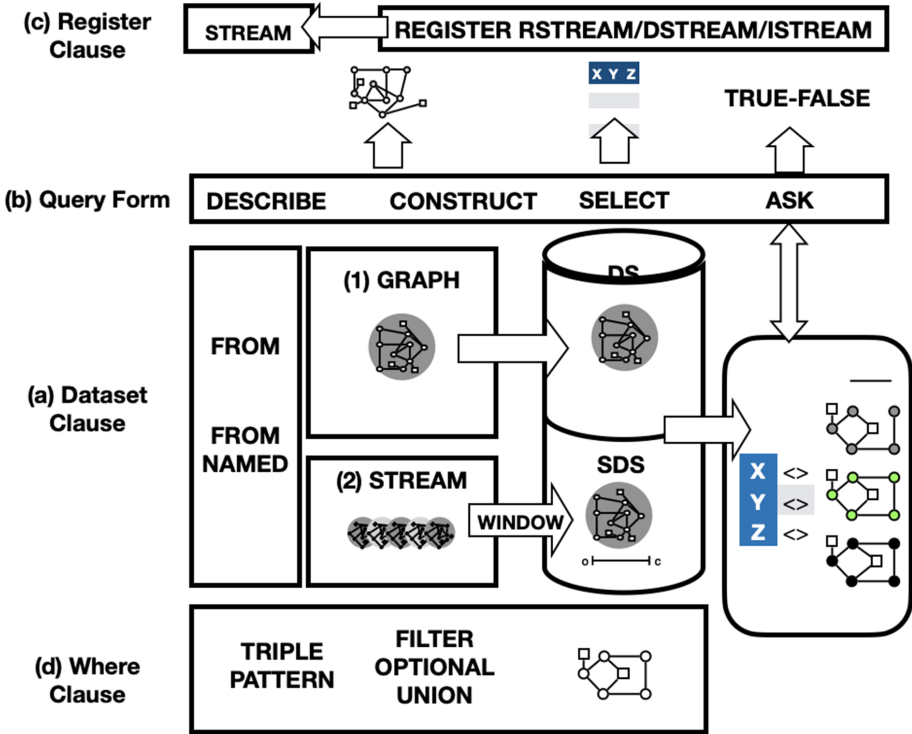 (c) Register
Clause
STREAM
REGISTER RSTREAM/DSTREAM/ISTREAM
X Y Z
TRUE-FALSE
(b) Query Form
DESCRIBE
CONSTRUCT
SELECT
ASK
(a) Dataset
Clause
FROM
FROM
NAMED
(1) GRAPH
(2) STREAM
WINDOW
DS
SDS
o
c
X <>
Y <>
Z <>
(d) Where
Clause
TRIPLE
PATTERN
FILTER
OPTIONAL
UNION